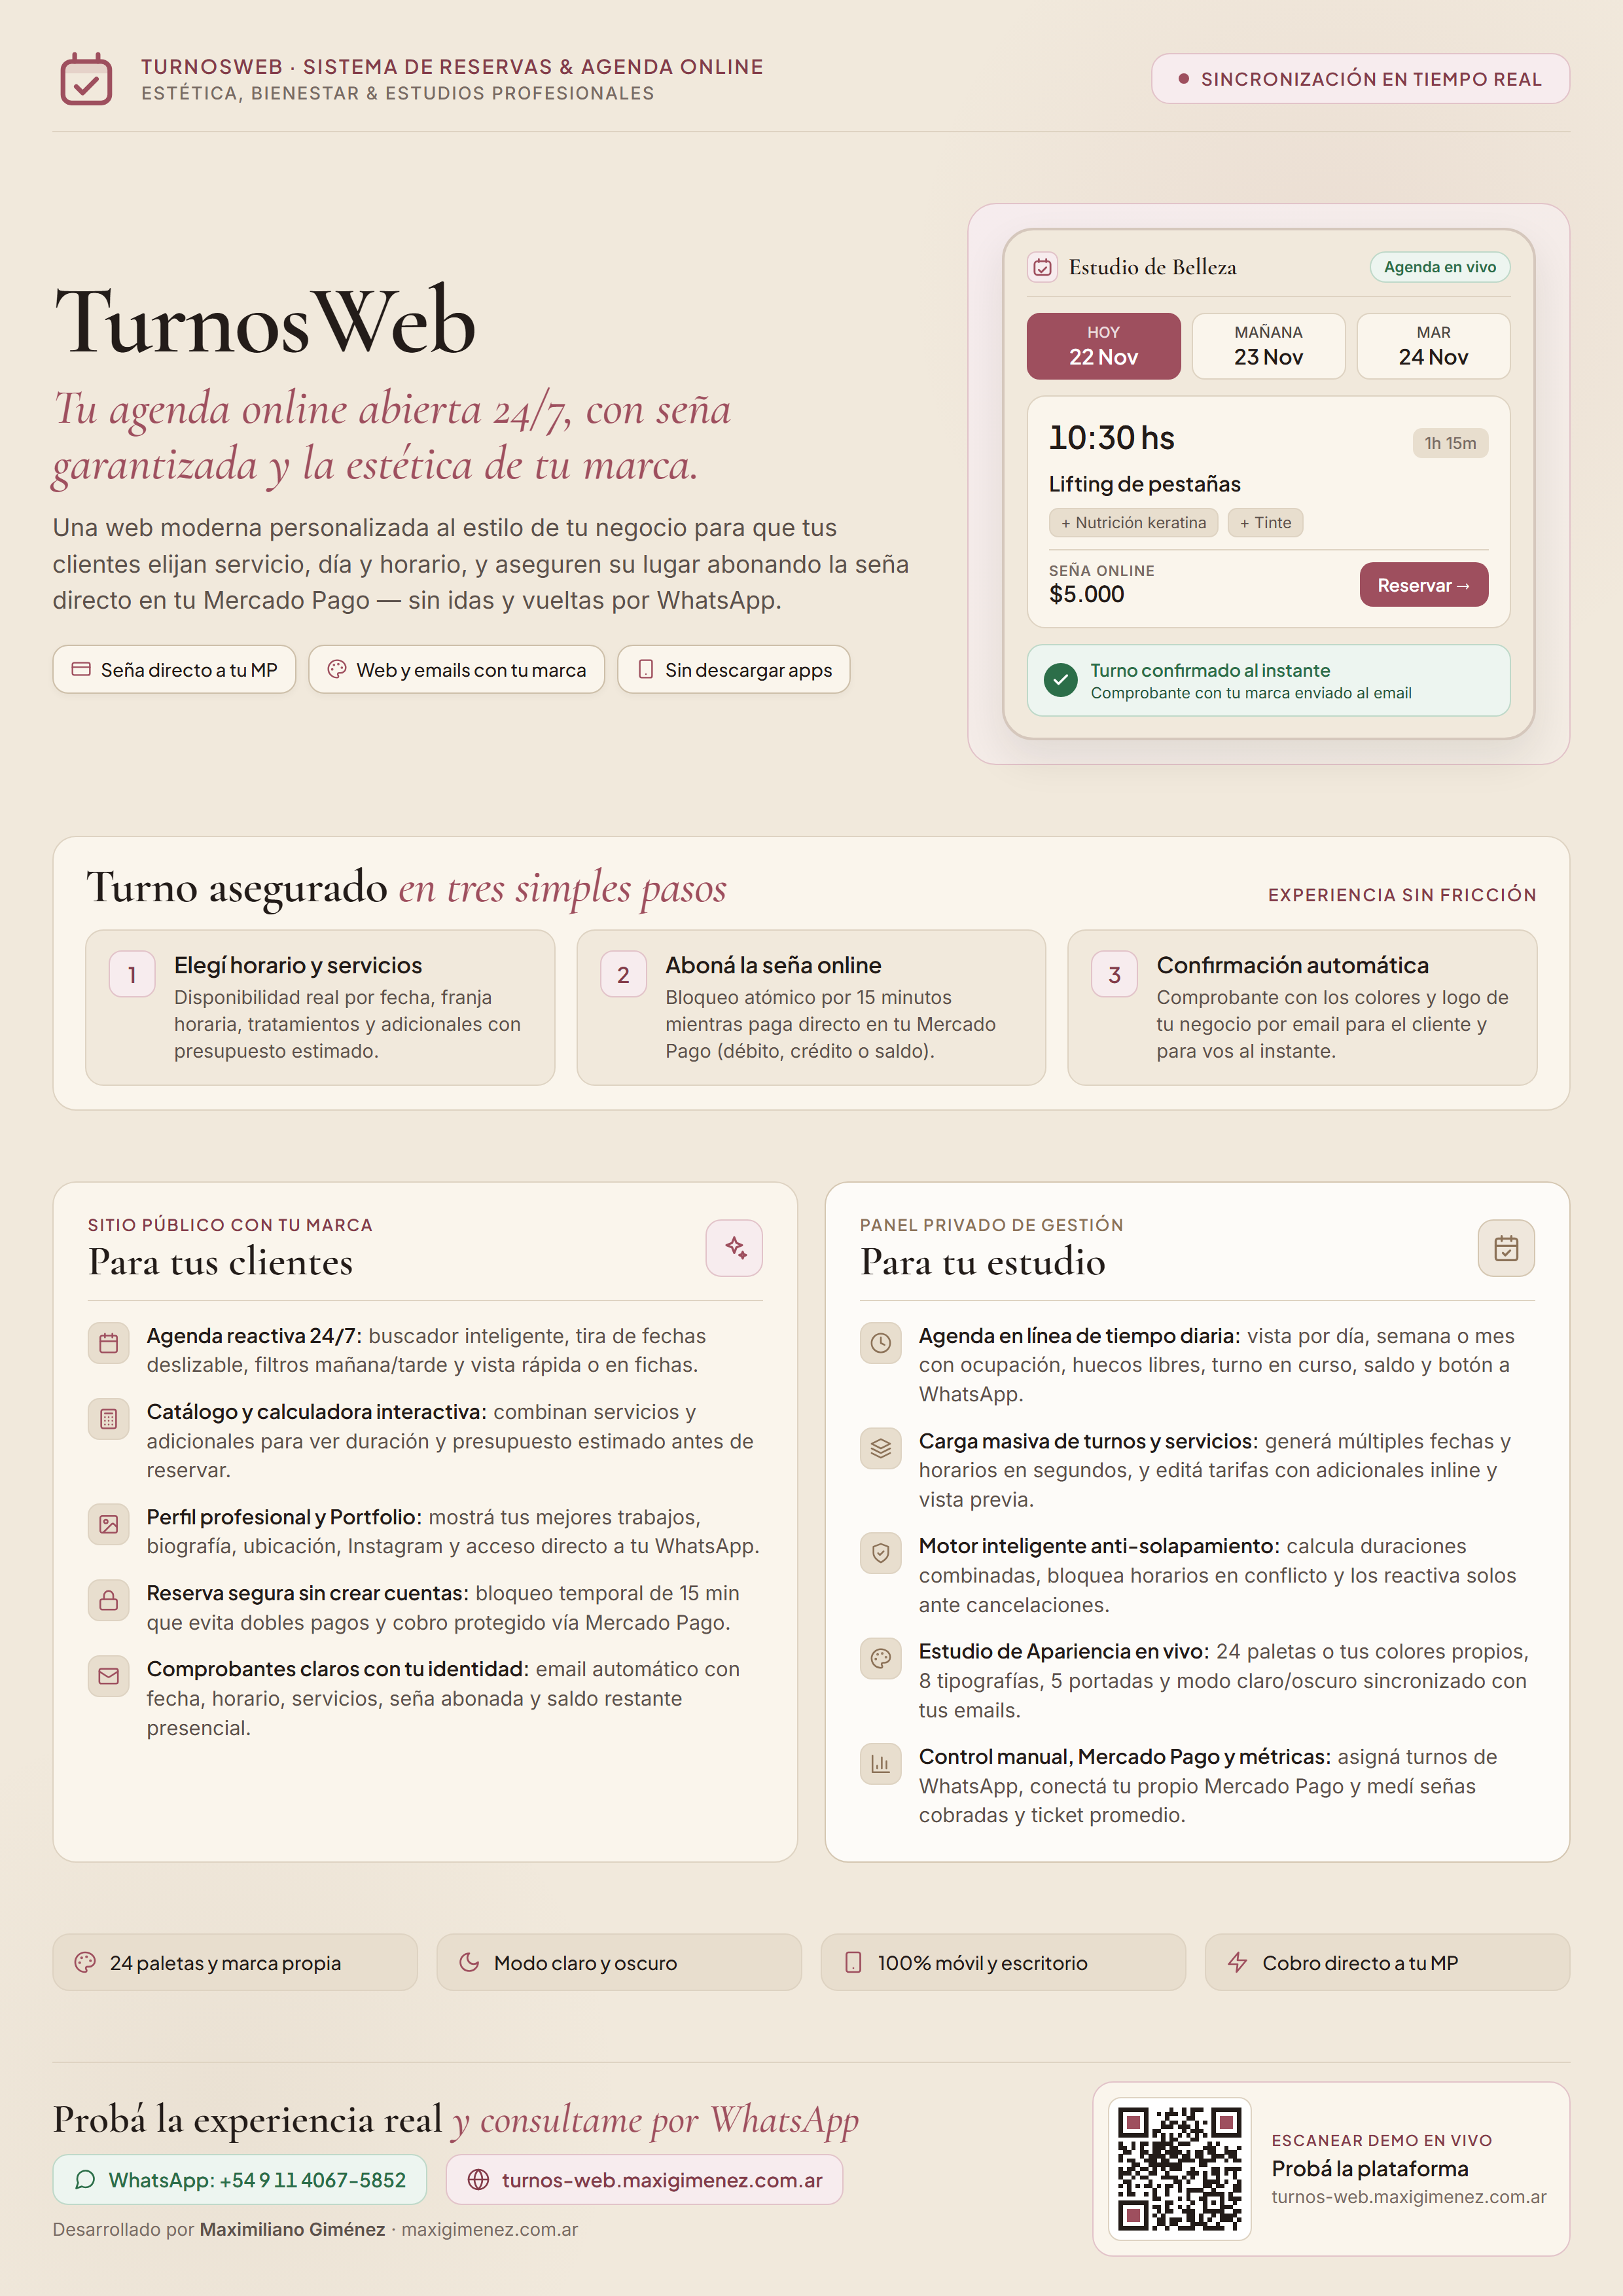 TURNOSWEB · SISTEMA DE RESERVAS & AGENDA ONLINE
ESTÉTICA, BIENESTAR & ESTUDIOS PROFESIONALES
SINCRONIZACIÓN EN TIEMPO REAL
TurnosWeb
Tu agenda online abierta 24/7, con seña
garantizada y la estética de tu marca.
Una web moderna personalizada al estilo de tu negocio para que tus
clientes elijan servicio, día y horario, y aseguren su lugar abonando la seña
directo en tu Mercado Pago — sin idas y vueltas por WhatsApp.
Seña directo a tu MP
Web y emails con tu marca
Sin descargar apps
Estudio de Belleza
Agenda en vivo
HOY
22 Nov
MAÑANA
23 Nov
MAR
24 Nov
10:30 hs
1h 15m
Lifting de pestañas
+ Nutrición keratina
+ Tinte
SEÑA ONLINE
$5.000
Reservar →
Turno confirmado al instante
Comprobante con tu marca enviado al email
Turno asegurado en tres simples pasos
EXPERIENCIA SIN FRICCIÓN
1
Elegí horario y servicios
Disponibilidad real por fecha, franja
horaria, tratamientos y adicionales con
presupuesto estimado.
2
Aboná la seña online
Bloqueo atómico por 15 minutos
mientras paga directo en tu Mercado
Pago (débito, crédito o saldo).
3
Confirmación automática
Comprobante con los colores y logo de
tu negocio por email para el cliente y
para vos al instante.
SITIO PÚBLICO CON TU MARCA
Para tus clientes
Agenda reactiva 24/7: buscador inteligente, tira de fechas
deslizable, filtros mañana/tarde y vista rápida o en fichas.
Catálogo y calculadora interactiva: combinan servicios y
adicionales para ver duración y presupuesto estimado antes de
reservar.
Perfil profesional y Portfolio: mostrá tus mejores trabajos,
biografía, ubicación, Instagram y acceso directo a tu WhatsApp.
Reserva segura sin crear cuentas: bloqueo temporal de 15 min
que evita dobles pagos y cobro protegido vía Mercado Pago.
Comprobantes claros con tu identidad: email automático con
fecha, horario, servicios, seña abonada y saldo restante
presencial.
PANEL PRIVADO DE GESTIÓN
Para tu estudio
Agenda en línea de tiempo diaria: vista por día, semana o mes
con ocupación, huecos libres, turno en curso, saldo y botón a
WhatsApp.
Carga masiva de turnos y servicios: generá múltiples fechas y
horarios en segundos, y editá tarifas con adicionales inline y
vista previa.
Motor inteligente anti-solapamiento: calcula duraciones
combinadas, bloquea horarios en conflicto y los reactiva solos
ante cancelaciones.
Estudio de Apariencia en vivo: 24 paletas o tus colores propios,
8 tipografías, 5 portadas y modo claro/oscuro sincronizado con
tus emails.
Control manual, Mercado Pago y métricas: asigná turnos de
WhatsApp, conectá tu propio Mercado Pago y medí señas
cobradas y ticket promedio.
24 paletas y marca propia
Modo claro y oscuro
100% móvil y escritorio
Cobro directo a tu MP
Probá la experiencia real y consultame por WhatsApp
WhatsApp: +54 9 11 4067-5852
turnos-web.maxigimenez.com.ar
Desarrollado por Maximiliano Giménez · maxigimenez.com.ar
ESCANEAR DEMO EN VIVO
Probá la plataforma
turnos-web.maxigimenez.com.ar